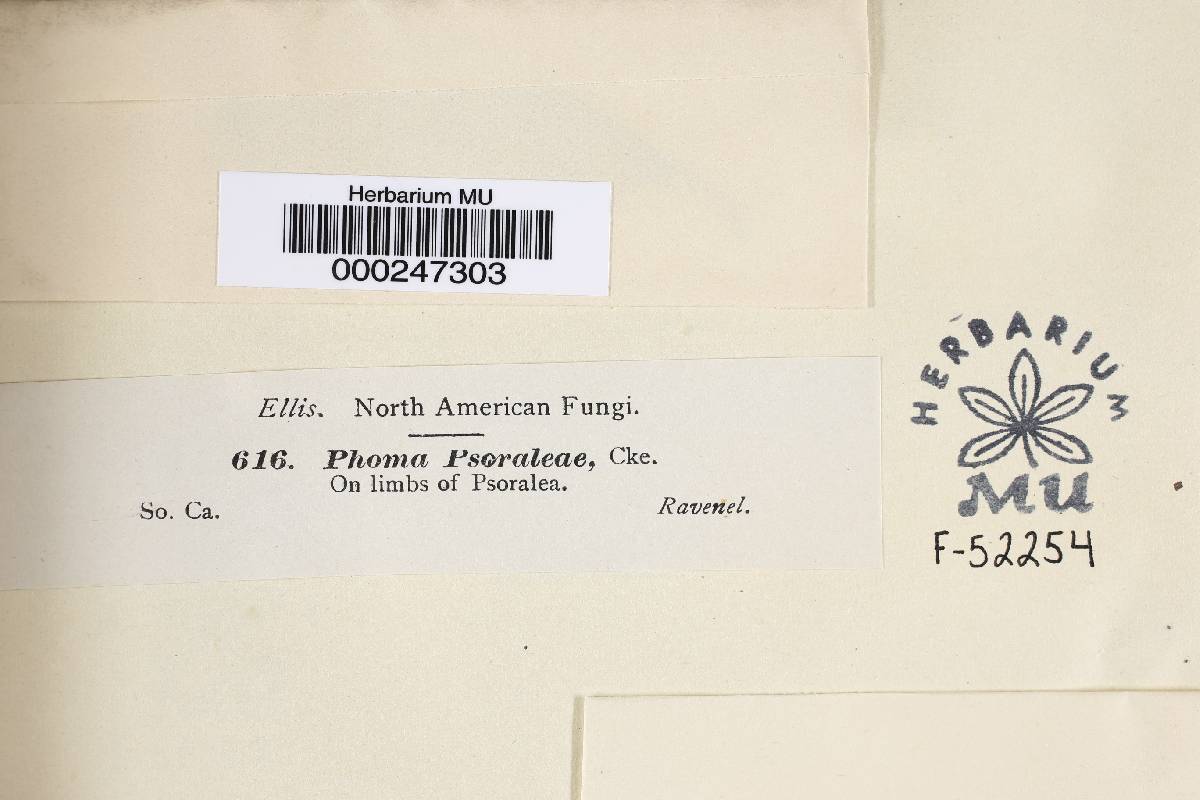 Herbarium MU
000247303
Ellis. North American Fungi.
616. Phoma Psoraleae, Cke.
On limbs of Psoralea.
So. Ca. Ravenel.
HERBARIUM
MU
F-52254